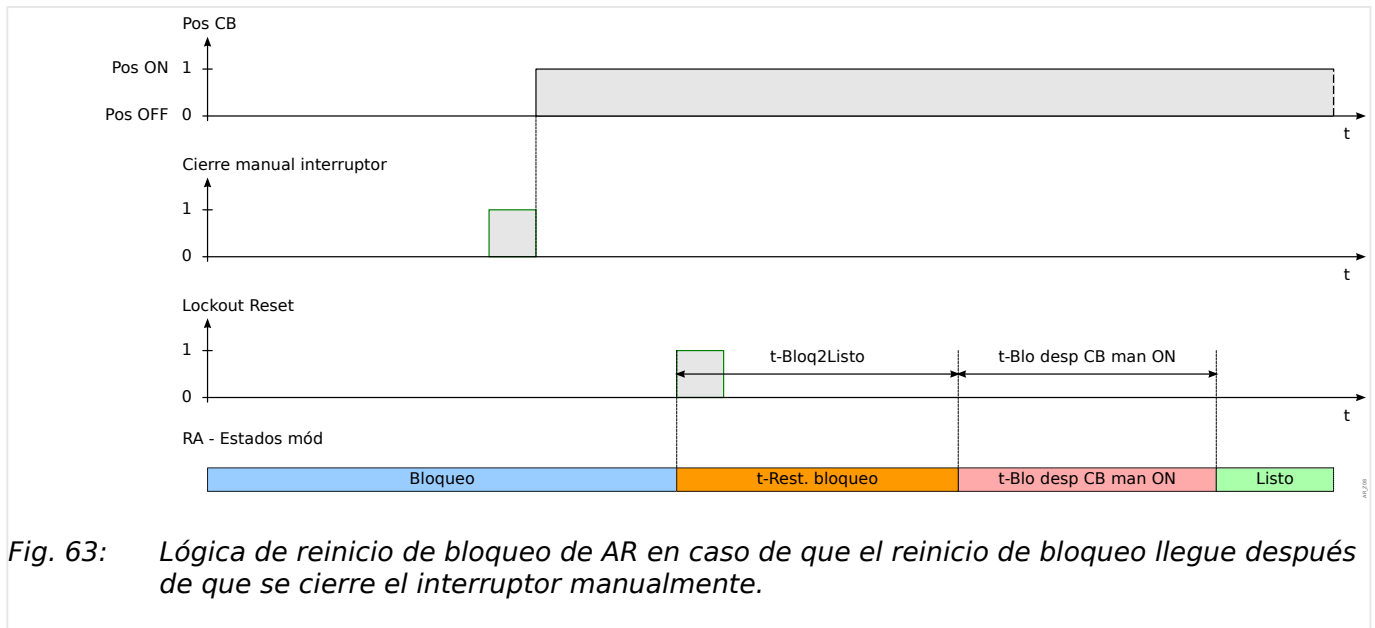 Pos CB
Pos ON 1
Pos OFF 0
t
Cierre manual interruptor
1
0
t
Lockout Reset
1
t-Bloq2Listo t-Blo desp CB man ON
0
t
RA - Estados mód
Bloqueo t-Rest. bloqueo t-Blo desp CB man ON Listo
Fig. 63: Lógica de reinicio de bloqueo de AR en caso de que el reinicio de bloqueo llegue después
de que se cierre el interruptor manualmente.